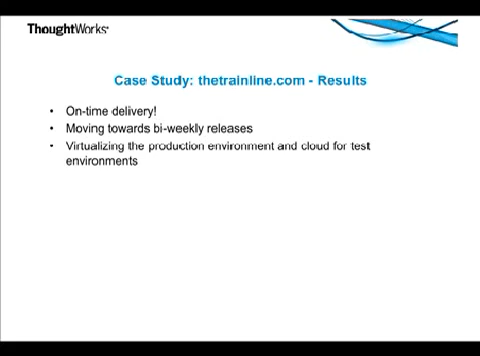 ThoughtWorks®
Case Study: thetrainline.com - Results
• On-time delivery!
• Moving towards bi-weekly releases
• Virtualizing the production environment and cloud for test
environments